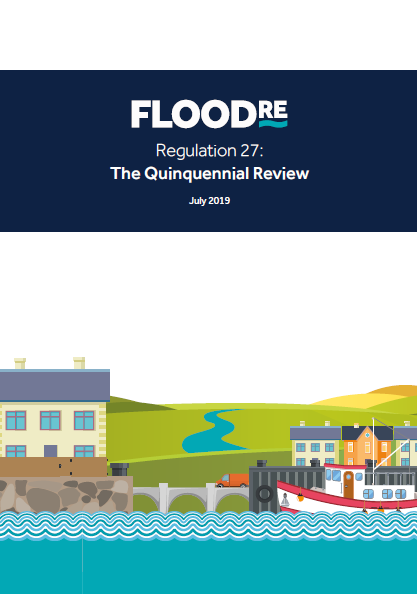 FLOODRE
Regulation 27:
The Quinquennial Review
July 2019